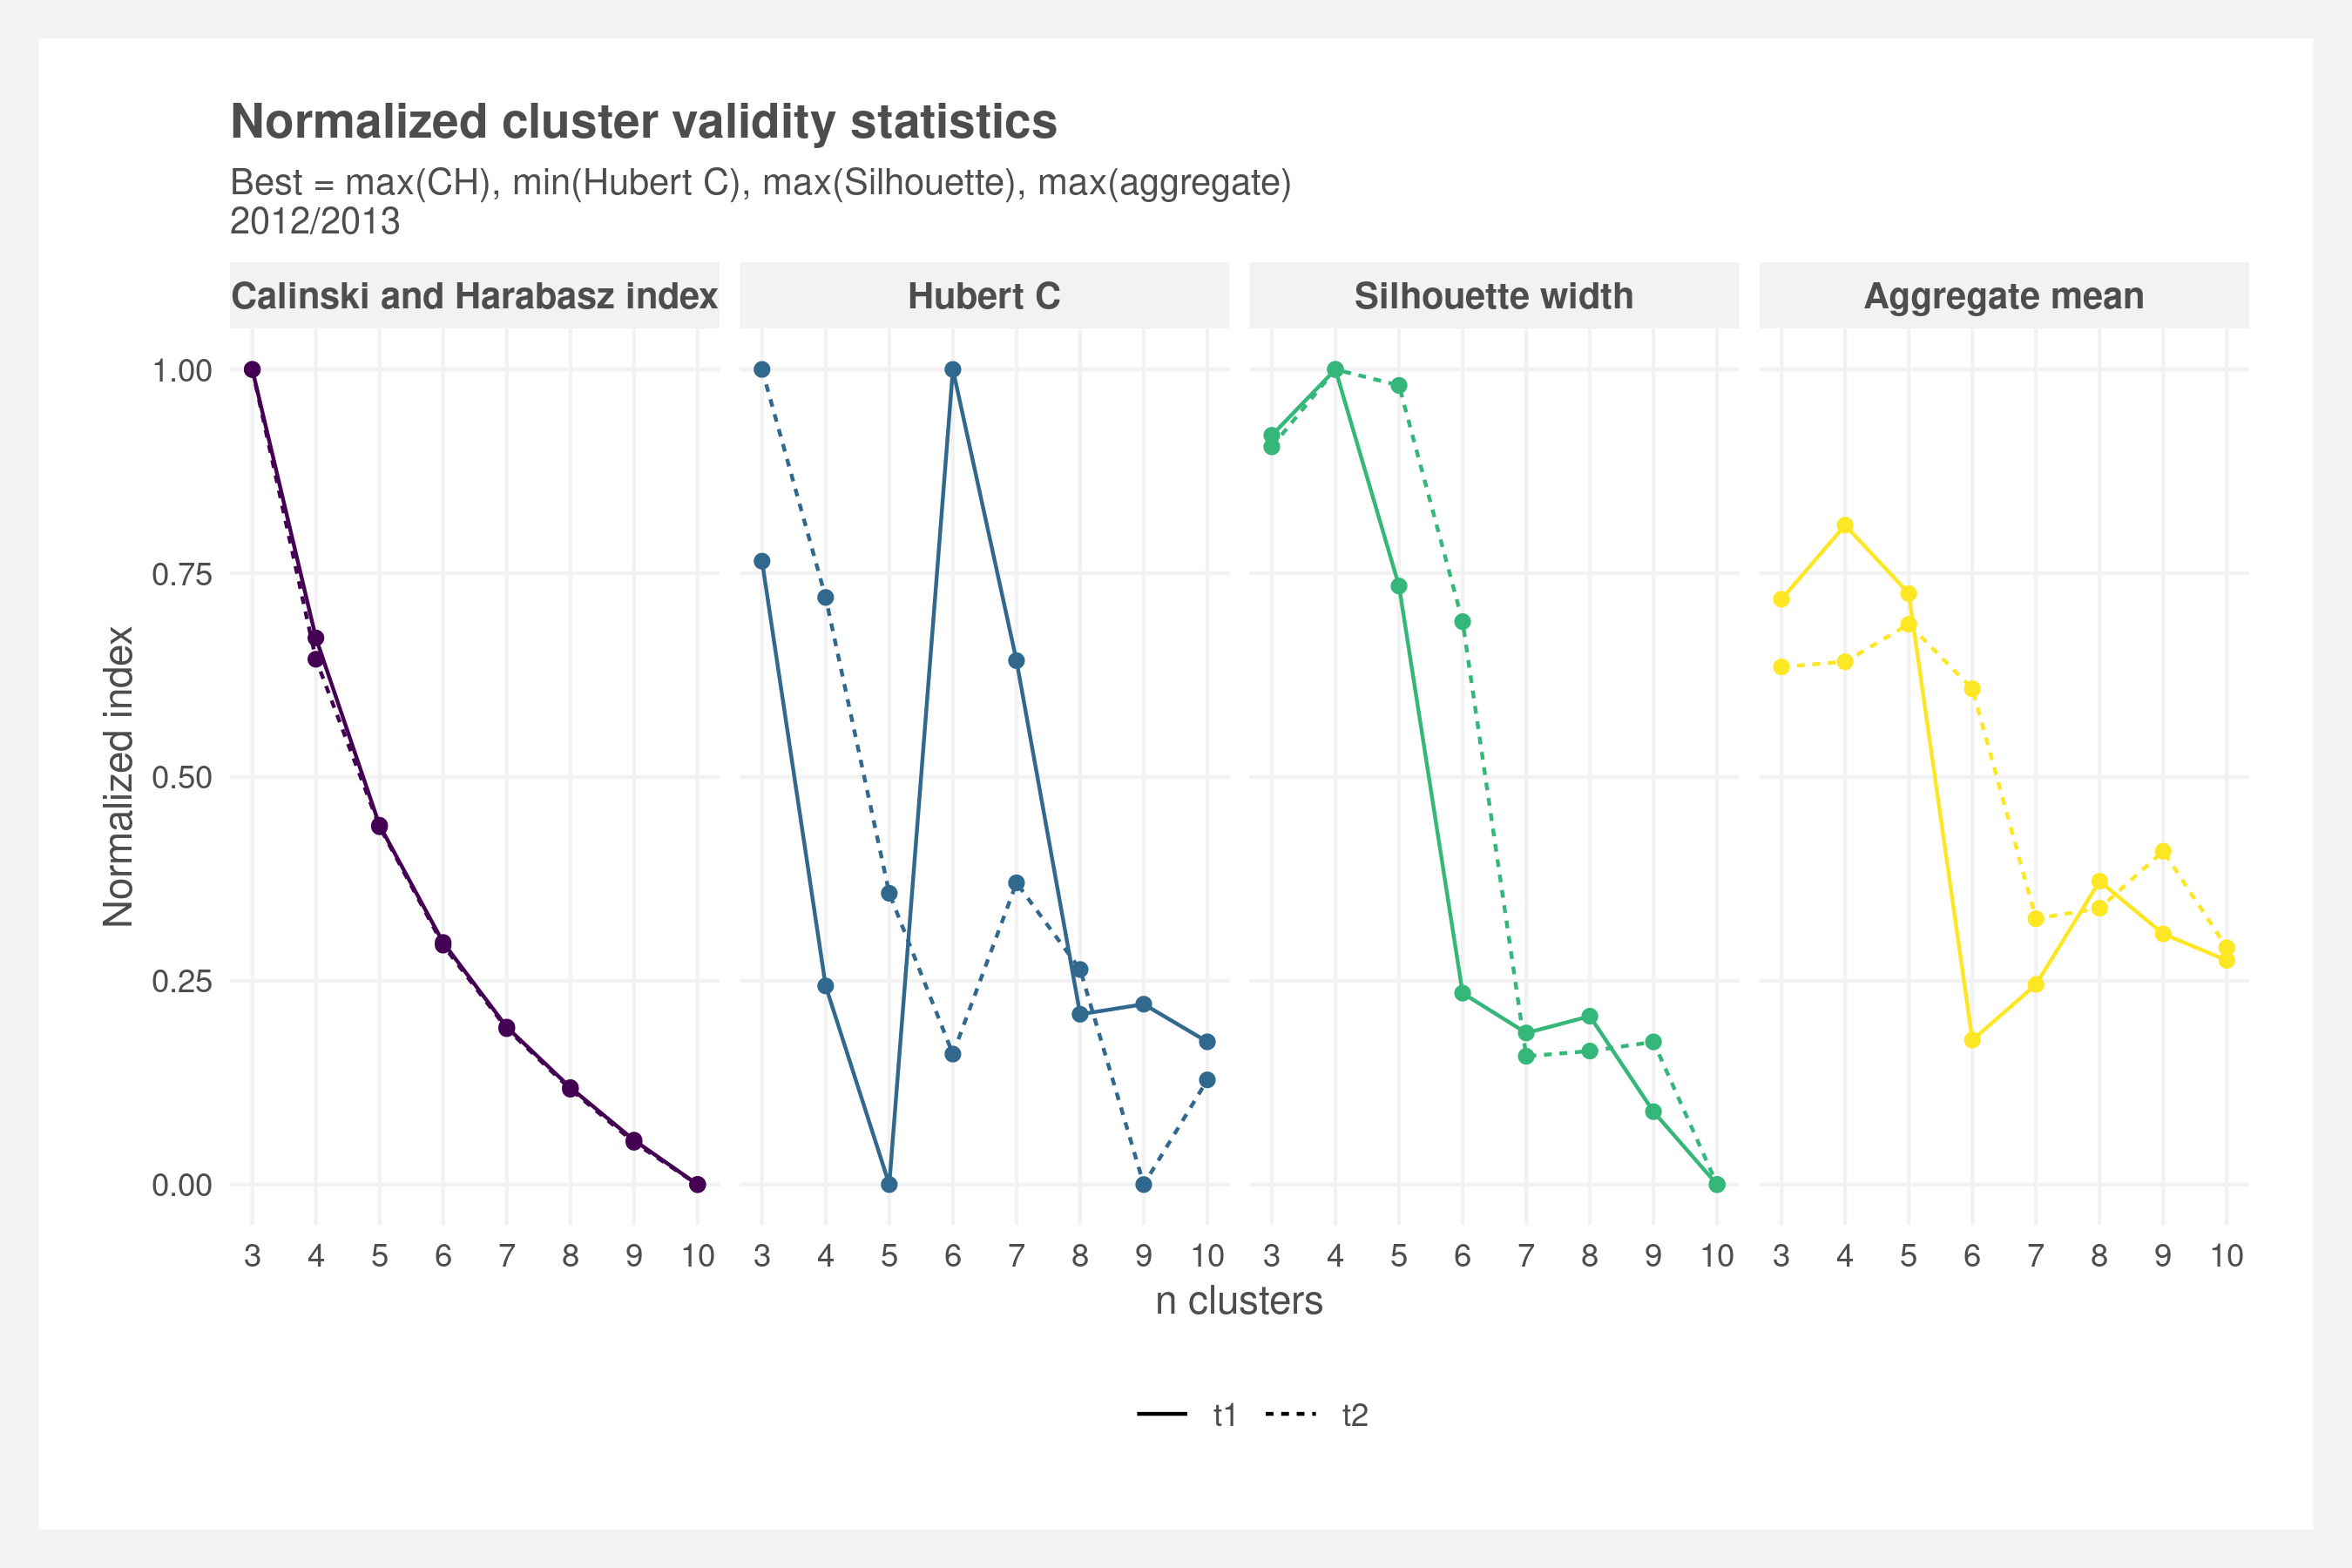 Normalized cluster validity statistics
Best = max(CH), min(Hubert C), max(Silhouette), max(aggregate)
2012/2013
Calinski and Harabasz index Hubert C Silhouette width Aggregate mean
Normalized index
1.00
0.75
0.50
0.25
0.00
3 4 5 6 7 8 9 10 3 4 5 6 7 8 9 10 3 4 5 6 7 8 9 10 3 4 5 6 7 8 9 10
n clusters
t1 t2